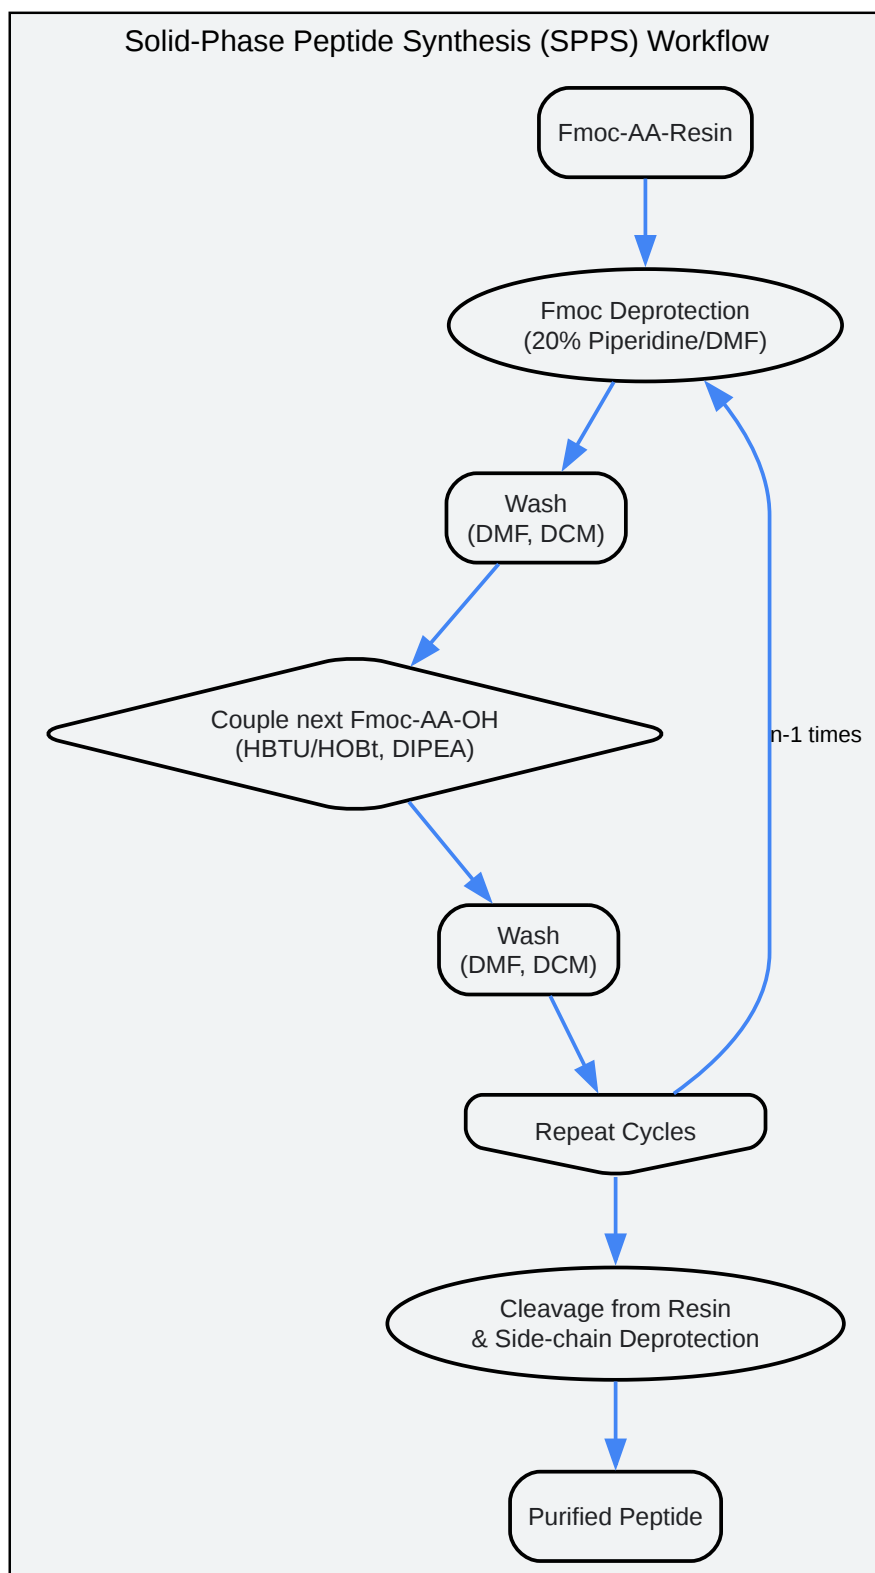 Solid-Phase Peptide Synthesis (SPPS) Workflow
Fmoc-AA-Resin
Fmoc Deprotection
(20% Piperidine/DMF)
Wash
(DMF, DCM)
Couple next Fmoc-AA-OH
(HBTU/HOBt, DIPEA)
n-1 times
Wash
(DMF, DCM)
Repeat Cycles
Cleavage from Resin
& Side-chain Deprotection
Purified Peptide